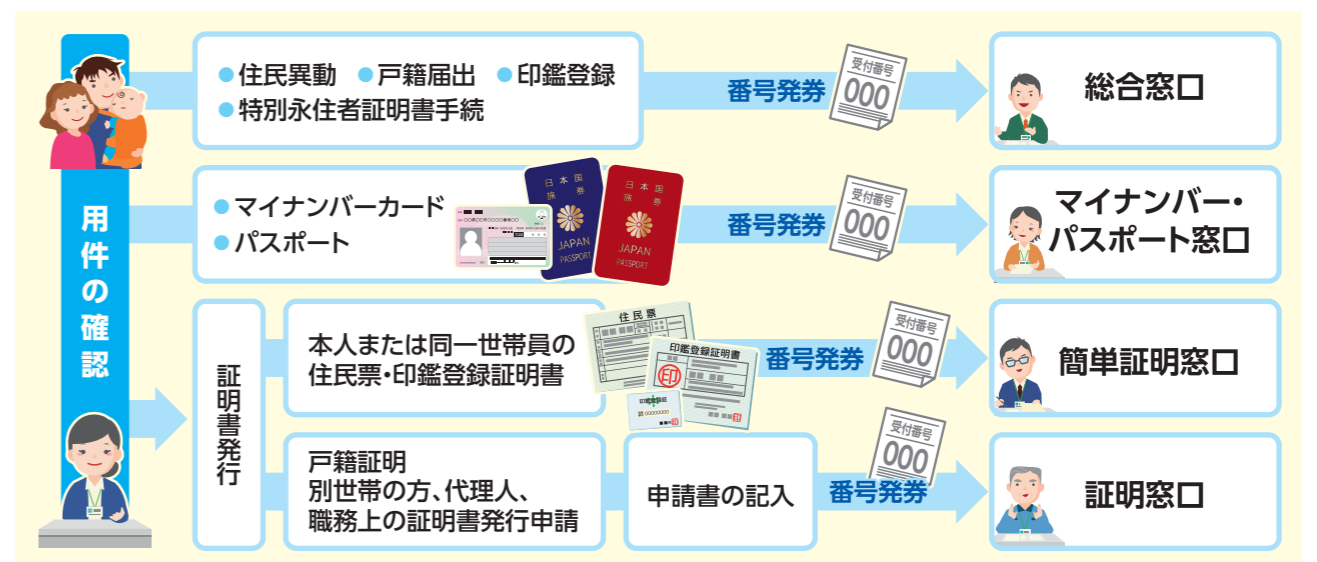 用件の確認
●住民異動 ●戸籍届出 ●印鑑登録
●特別永住者証明書手続
番号発券
受付番号
000
総合窓口
●マイナンバーカード
●パスポート
日本国
旅券
JAPAN
PASSPORT
日本国
旅券
JAPAN
PASSPORT
番号発券
受付番号
000
マイナンバー・
パスポート窓口
証明書発行
本人または同一世帯員の
住民票・印鑑登録証明書
住民票
印鑑登録証明書
印
印鑑登録証
00000000
番号発券
受付番号
000
簡単証明窓口
戸籍証明
別世帯の方、代理人、
職務上の証明書発行申請
申請書の記入
番号発券
受付番号
000
証明窓口